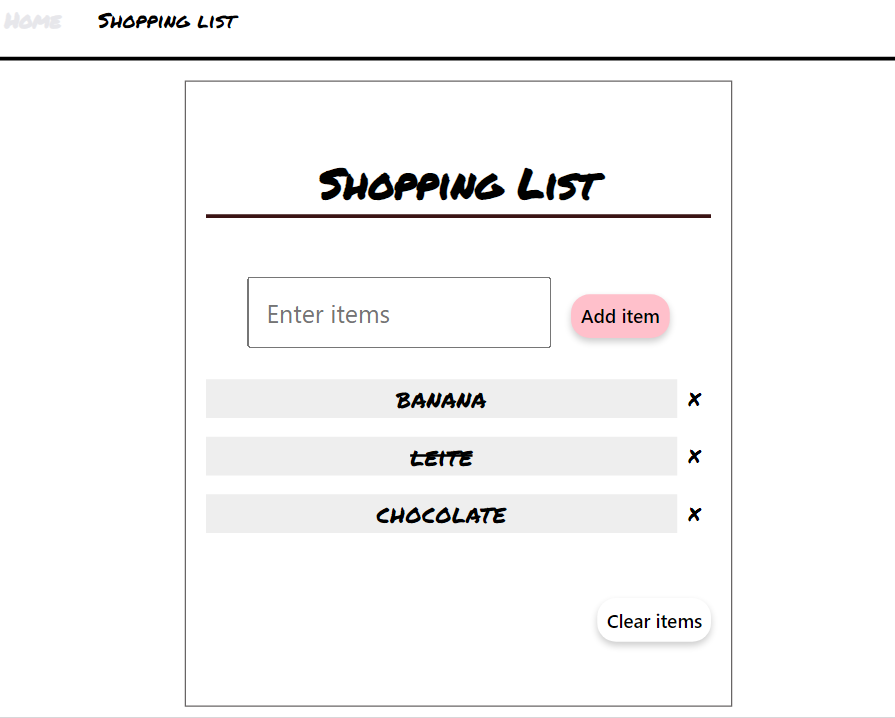 Home Shopping list
Shopping List
Enter items Add item
BANANA x
LEITE x
CHOCOLATE x
Clear items